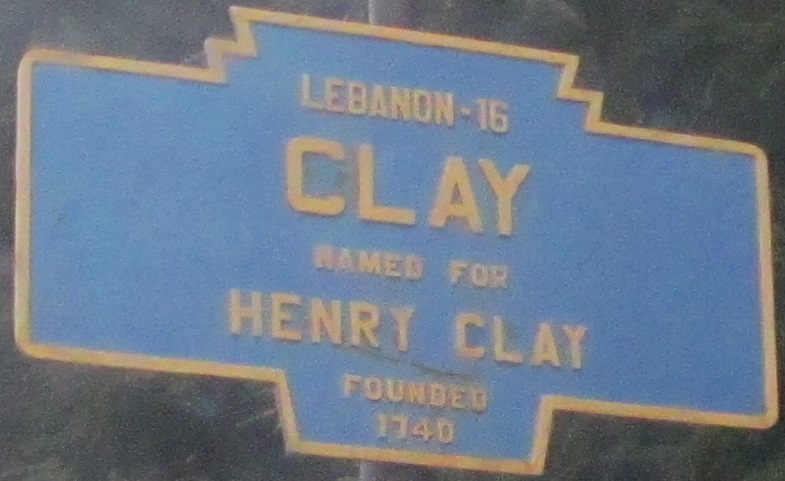 LEBANON-16
CLAY
NAMED FOR
HENRY CLAY
FOUNDED
1740